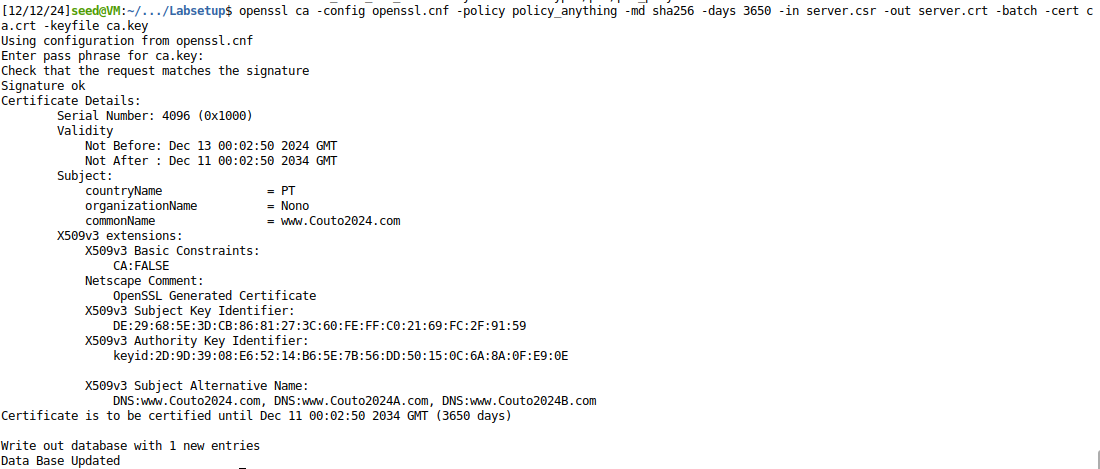 [12/12/24]seed@VM:~/.../Labsetup$ openssl ca -config openssl.cnf -policy policy_anything -md sha256 -days 3650 -in server.csr -out server.crt -batch -cert c
a.crt -keyfile ca.key
Using configuration from openssl.cnf
Enter pass phrase for ca.key:
Check that the request matches the signature
Signature ok
Certificate Details:
        Serial Number: 4096 (0x1000)
        Validity
            Not Before: Dec 13 00:02:50 2024 GMT
            Not After : Dec 11 00:02:50 2034 GMT
        Subject:
            countryName               = PT
            organizationName          = Nono
            commonName                = www.Couto2024.com
        X509v3 extensions:
            X509v3 Basic Constraints:
                CA:FALSE
            Netscape Comment:
                OpenSSL Generated Certificate
            X509v3 Subject Key Identifier:
                DE:29:68:5E:3D:CB:86:81:27:3C:60:FE:FF:C0:21:69:FC:2F:91:59
            X509v3 Authority Key Identifier:
                keyid:2D:9D:39:08:E6:52:14:B6:5E:7B:56:DD:50:15:0C:6A:8A:0F:E9:0E

            X509v3 Subject Alternative Name:
                DNS:www.Couto2024.com, DNS:www.Couto2024A.com, DNS:www.Couto2024B.com
Certificate is to be certified until Dec 11 00:02:50 2034 GMT (3650 days)

Write out database with 1 new entries
Data Base Updated